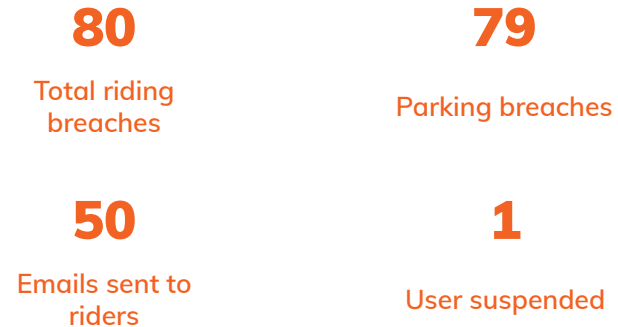 80
Total riding
breaches
79
Parking breaches
50
Emails sent to
riders
1
User suspended